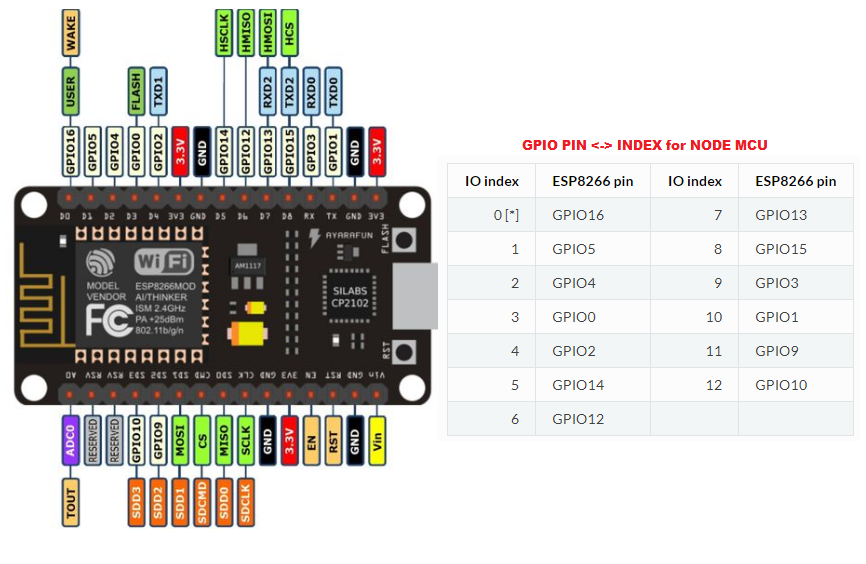 WAKE
HSCLK
HMISO
HMOSI
HCS
USER
FLASH
TXD1
RXD2
TXD2
RXD0
TXD0
GPIO16
GPIO5
GPIO4
GPIO0
GPIO2
3.3V
GND
GPIO14
GPIO12
GPIO13
GPIO15
GPIO3
GPIO1
GND
3.3V
D0 D1 D2 D3 D4 3V3 GND D5 D6 D7 D8 RX TX GND 3V3
AYARAFUN
FLASH
WiFi
MODEL
VENDOR
ESP8266MOD
AI/THINKER
ISM 2.4GHz
PA +25dBm
802.11b/g/n
FC
AM1117
SILABS
CP2102
RST
A0 RSV RSV SD3 SD2 SD1 CMD SD0 CLK GND 3V3 EN RST GND Vin
ADC0
RESERVED
RESERVED
GPIO10
GPIO9
MOSI
CS
MISO
SCLK
GND
3.3V
EN
RST
GND
Vin
TOUT
SDD3
SDD2
SDD1
SDCMD
SDD0
SDCLK
GPIO PIN <-> INDEX for NODE MCU
IO index ESP8266 pin IO index ESP8266 pin
0 [*] GPIO16 7 GPIO13
1 GPIO5 8 GPIO15
2 GPIO4 9 GPIO3
3 GPIO0 10 GPIO1
4 GPIO2 11 GPIO9
5 GPIO14 12 GPIO10
6 GPIO12